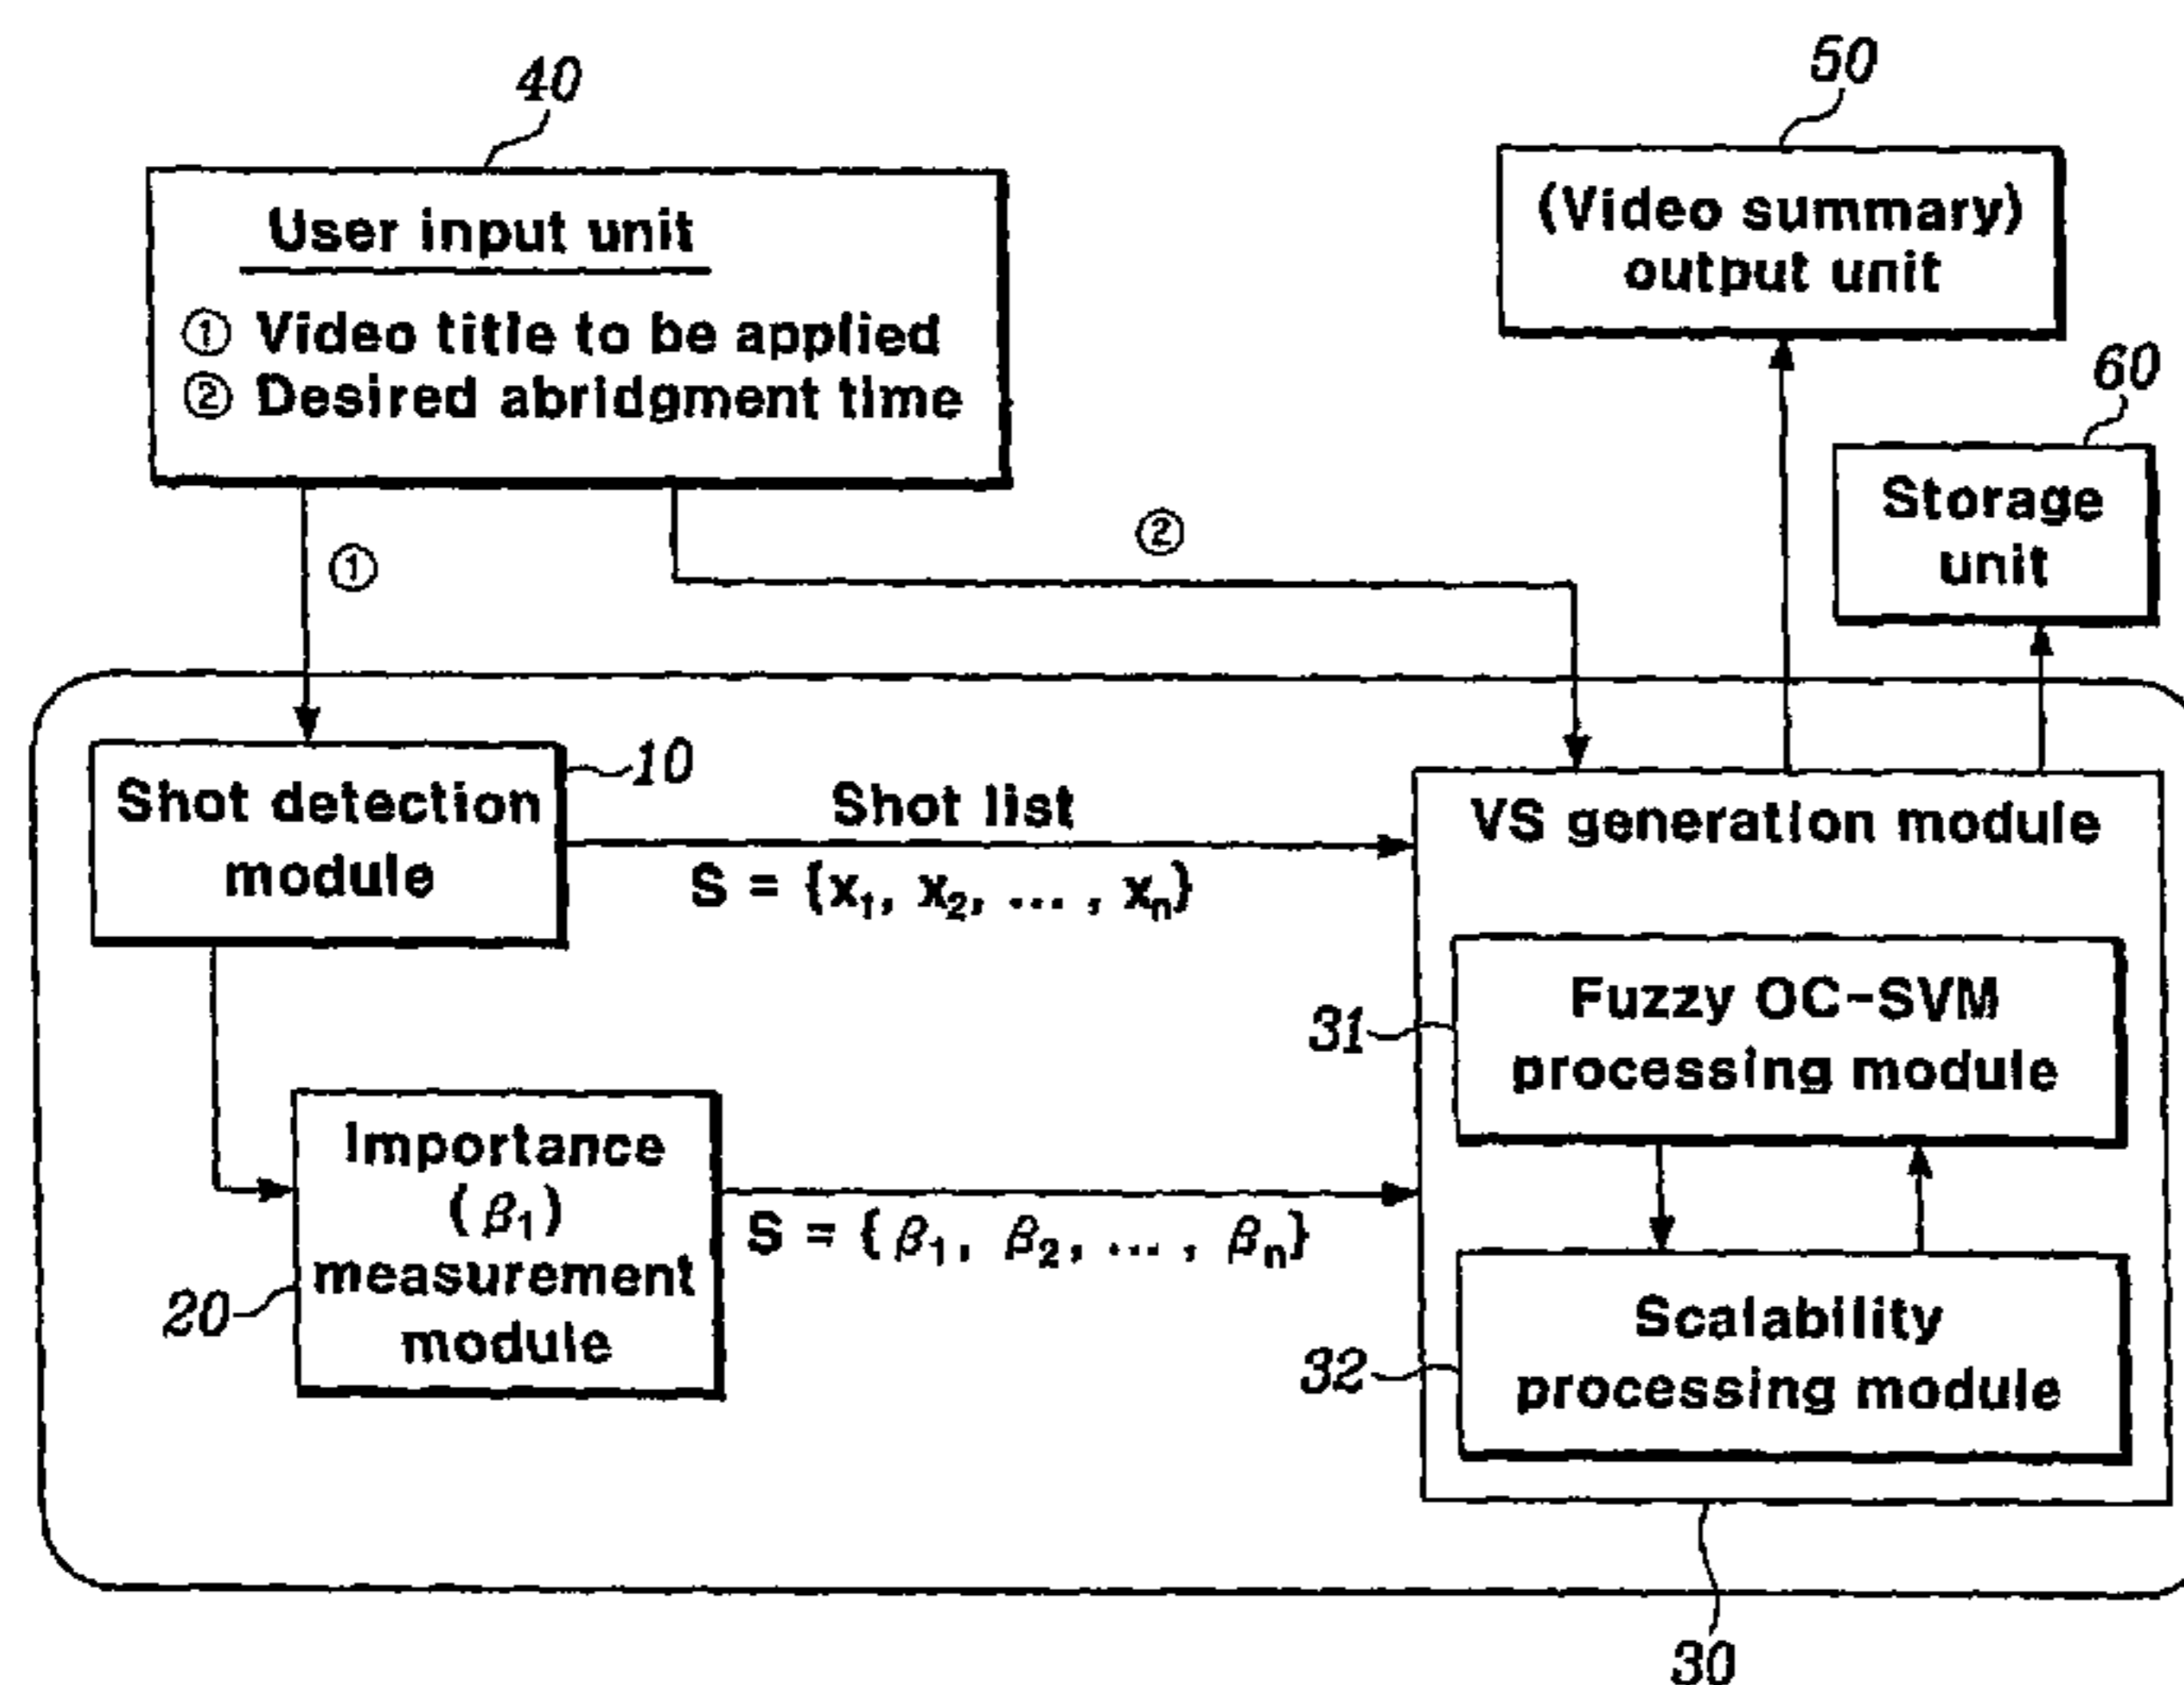 40
User input unit
① Video title to be applied
② Desired abridgment time
50
(Video summary)
output unit
60
Storage
unit
①
②
Shot detection
module
10
Shot list
S = {x₁, x₂, ... , xₙ}
VS generation module
Fuzzy OC-SVM
processing module
31
Importance
(β₁)
measurement
module
20
S = {β₁, β₂, ... , βₙ}
Scalability
processing module
32
30